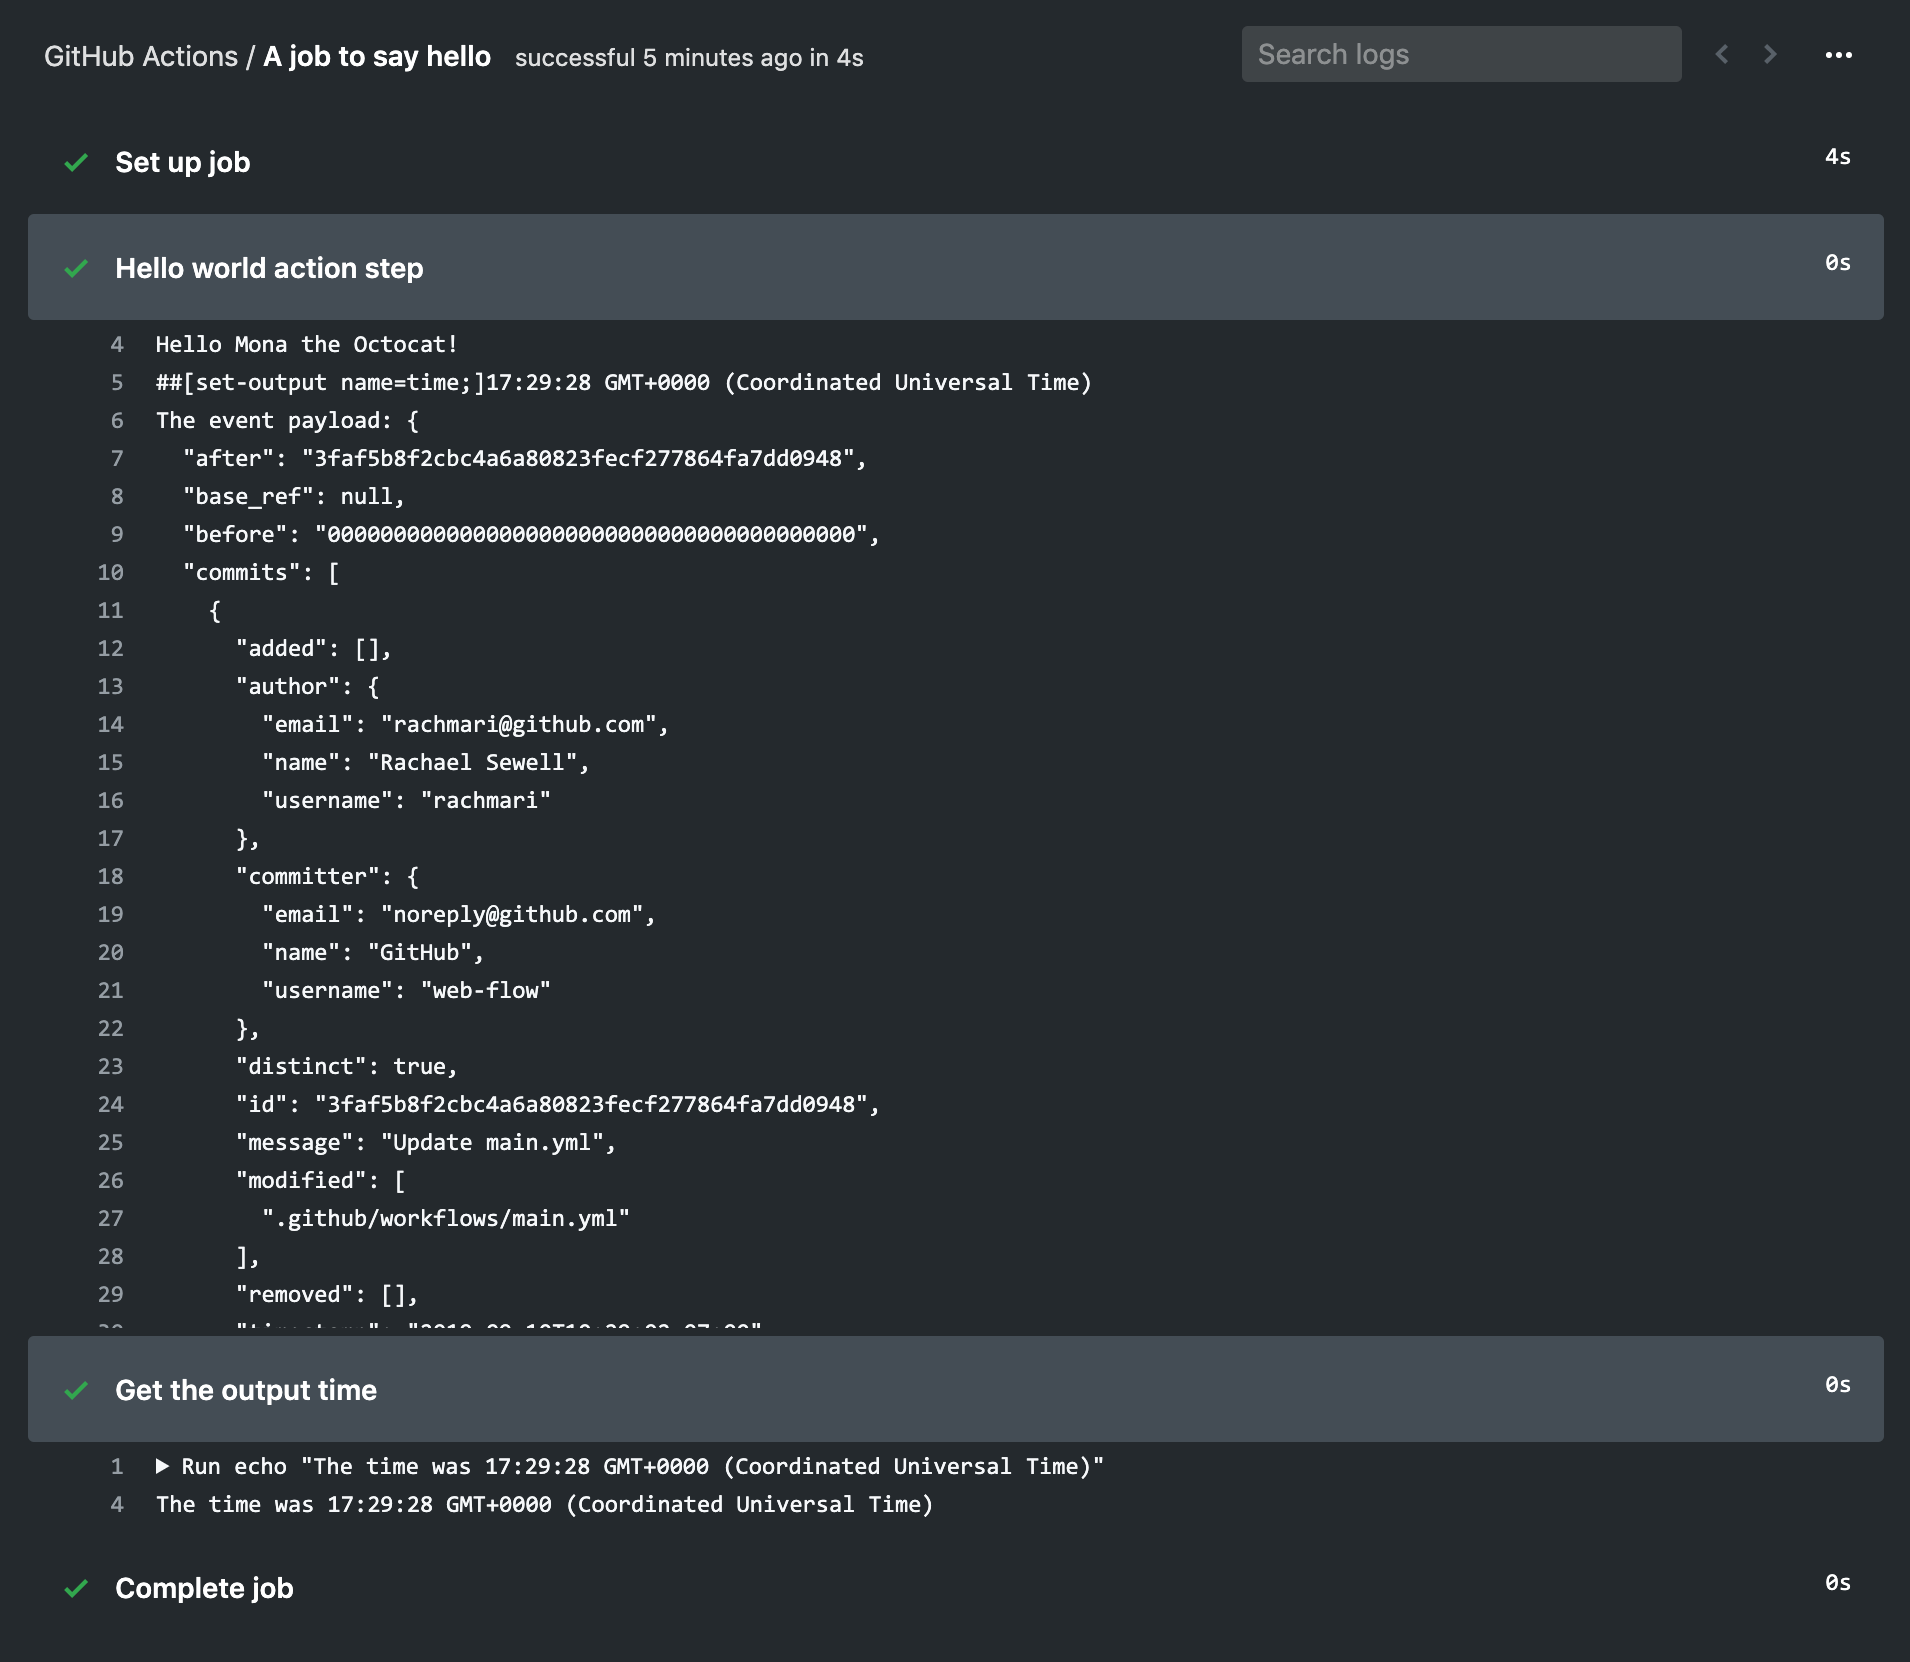 GitHub Actions / A job to say hello successful 5 minutes ago in 4s
Search logs
Set up job 4s
Hello world action step 0s
4 Hello Mona the Octocat!
5 ##[set-output name=time;]17:29:28 GMT+0000 (Coordinated Universal Time)
6 The event payload: {
7 "after": "3faf5b8f2cbc4a6a80823fecf277864fa7dd0948",
8 "base_ref": null,
9 "before": "0000000000000000000000000000000000000000",
10 "commits": [
11 {
12 "added": [],
13 "author": {
14 "email": "rachmari@github.com",
15 "name": "Rachael Sewell",
16 "username": "rachmari"
17 },
18 "committer": {
19 "email": "noreply@github.com",
20 "name": "GitHub",
21 "username": "web-flow"
22 },
23 "distinct": true,
24 "id": "3faf5b8f2cbc4a6a80823fecf277864fa7dd0948",
25 "message": "Update main.yml",
26 "modified": [
27 ".github/workflows/main.yml"
28 ],
29 "removed": [],
Get the output time 0s
1 ▶ Run echo "The time was 17:29:28 GMT+0000 (Coordinated Universal Time)"
4 The time was 17:29:28 GMT+0000 (Coordinated Universal Time)
Complete job 0s